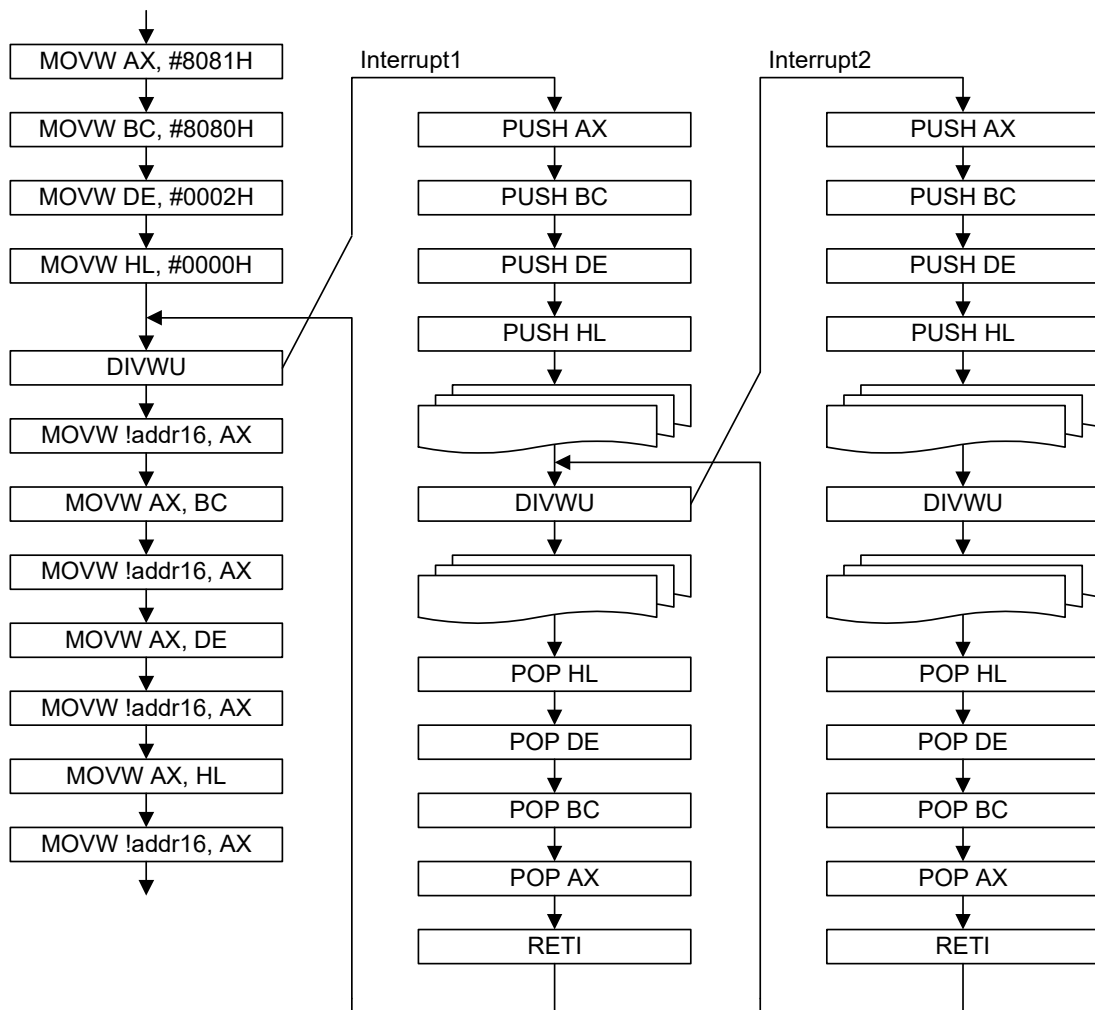 MOVW AX, #8081H
MOVW BC, #8080H
MOVW DE, #0002H
MOVW HL, #0000H
DIVWU
MOVW !addr16, AX
MOVW AX, BC
MOVW !addr16, AX
MOVW AX, DE
MOVW !addr16, AX
MOVW AX, HL
MOVW !addr16, AX
Interrupt1
PUSH AX
PUSH BC
PUSH DE
PUSH HL
DIVWU
POP HL
POP DE
POP BC
POP AX
RETI
Interrupt2
PUSH AX
PUSH BC
PUSH DE
PUSH HL
DIVWU
POP HL
POP DE
POP BC
POP AX
RETI